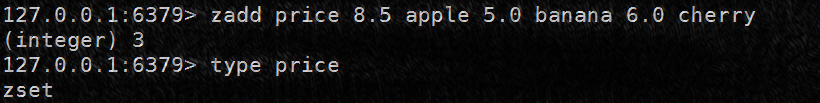 127.0.0.1:6379> zadd price 8.5 apple 5.0 banana 6.0 cherry
(integer) 3
127.0.0.1:6379> type price
zset